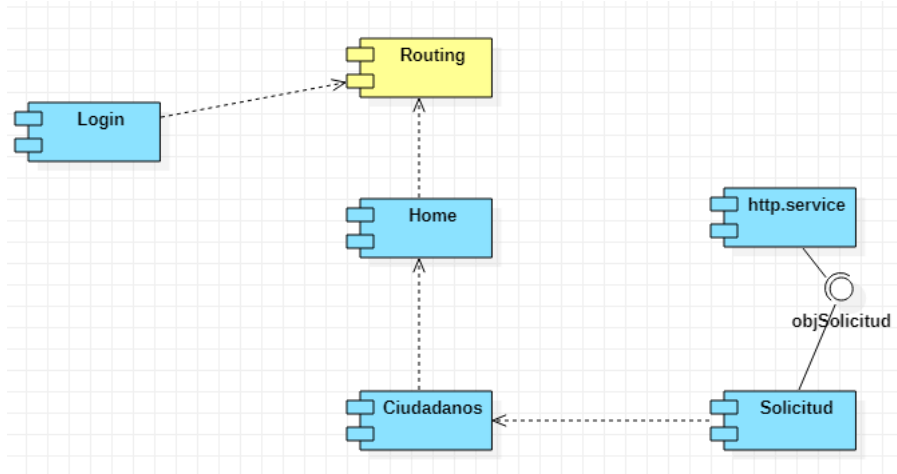 Routing
Login
Home
http.service
objSolicitud
Ciudadanos
Solicitud